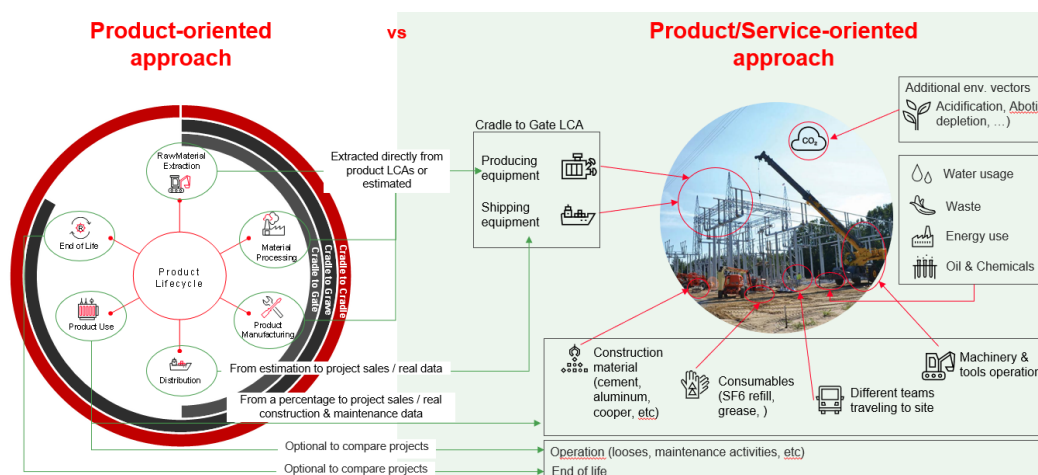 Product-oriented
approach
vs
Product/Service-oriented
approach
RawMaterial
Extraction
Material
Processing
Product
Manufacturing
Distribution
Product Use
End of Life
Product
Lifecycle
Cradle to Gate
Cradle to Grave
Cradle to Cradle
Extracted directly from
product LCAs or
estimated
From estimation to project sales / real data
From a percentage to project sales / real
construction & maintenance data
Optional to compare projects
Optional to compare projects
Cradle to Gate LCA
Producing
equipment
Shipping
equipment
CO2
Additional env. vectors
Acidification, Aboti
depletion, ...)
Water usage
Waste
Energy use
Oil & Chemicals
Construction
material
(cement,
aluminum,
cooper, etc)
Consumables
(SF6 refill,
grease, )
Different teams
traveling to site
Machinery &
tools operation
Operation (looses, maintenance activities, etc)
End of life